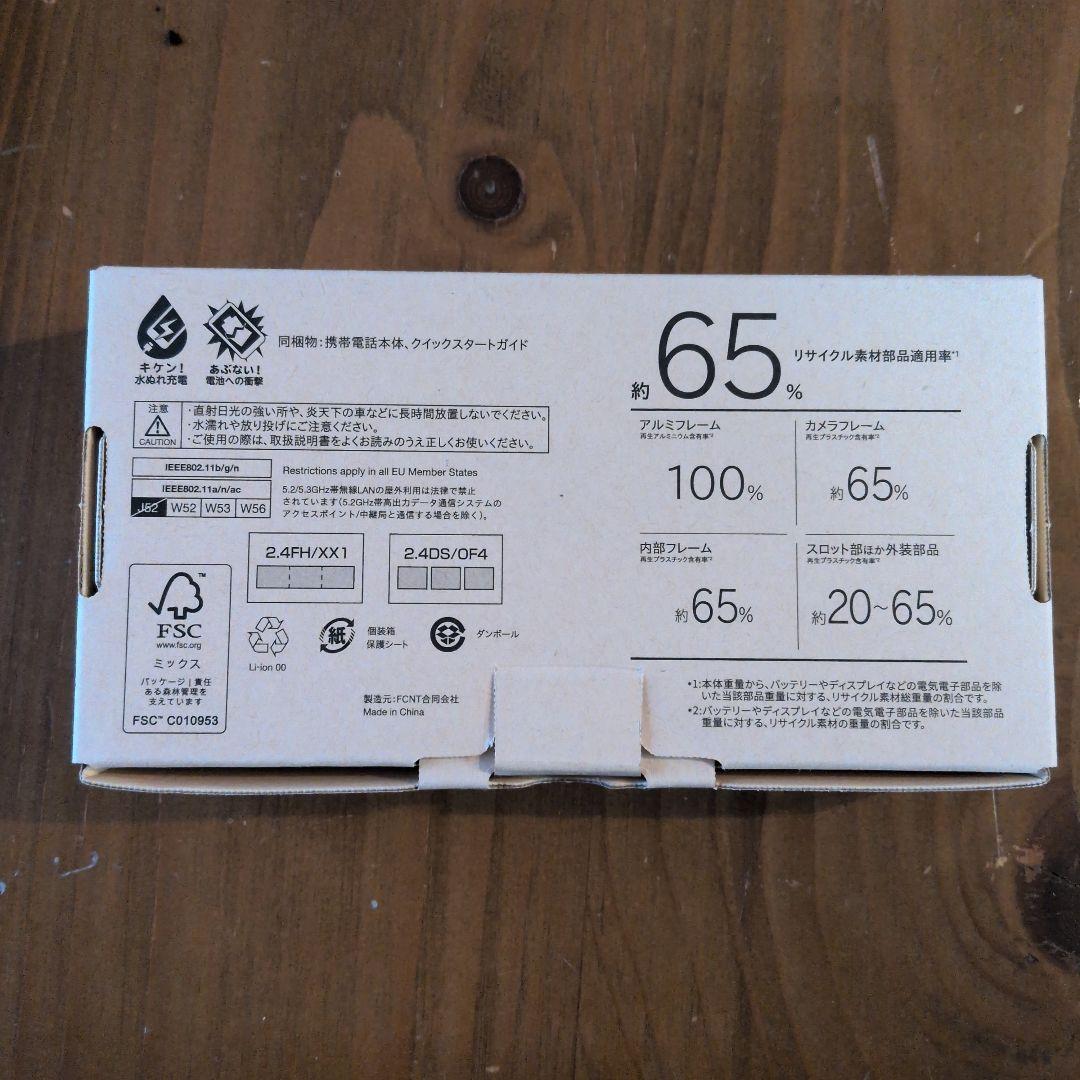 キケン!
水ぬれ充電
あぶない!
電池への衝撃
同梱物:携帯電話本体、クイックスタートガイド
注意
CAUTION
・直射日光の強い所や、炎天下の車などに長時間放置しないでください。
・水濡れや放り投げにご注意ください。
・ご使用の際は、取扱説明書をよくお読みのうえ正しくお使いください。
IEEE802.11b/g/n
IEEE802.11a/n/ac
J52 W52 W53 W56
Restrictions apply in all EU Member States
5.2/5.3GHz帯無線LANの屋外利用は法律で禁止
されています(5.2GHz帯高出力データ通信システムの
アクセスポイント/中継局と通信する場合を除く)。
2.4FH/XX1
2.4DS/OF4
FSC™
www.fsc.org
ミックス
パッケージ|責任
ある森林管理を
支えています
FSC™ C010953
Li-ion 00
紙
個装箱
保護シート
ダンボール
製造元:FCNT合同会社
Made in China
約65% リサイクル素材部品適用率*1
アルミフレーム
再生アルミニウム含有率*2
100%
カメラフレーム
再生プラスチック含有率*2
約65%
内部フレーム
再生プラスチック含有率*2
約65%
スロット部ほか外装部品
再生プラスチック含有率*2
約20~65%
*1:本体重量から、バッテリーやディスプレイなどの電気電子部品を除
いた当該部品重量に対する、リサイクル素材総重量の割合です。
*2:バッテリーやディスプレイなどの電気電子部品を除いた当該部品
重量に対する、リサイクル素材の重量の割合です。